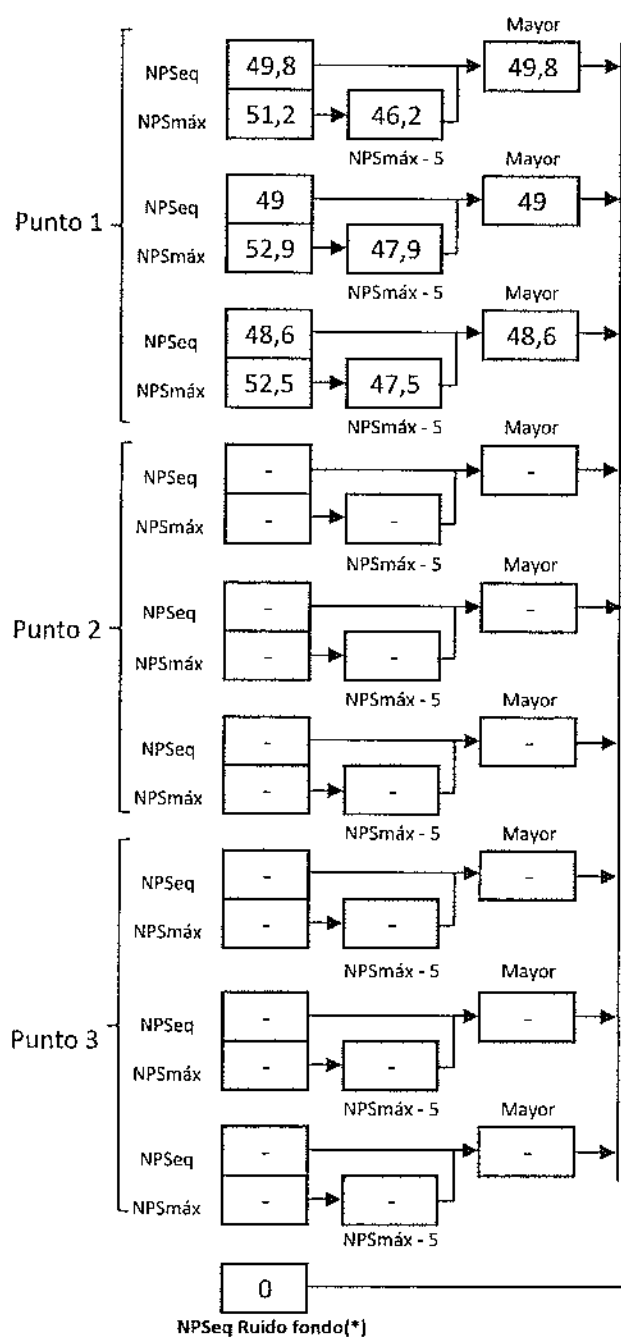 Mayor
NPSeq 49,8 49,8
NPSmáx 51,2 46,2
NPSmáx - 5
Mayor
Punto 1
NPSeq 49 49
NPSmáx 52,9 47,9
NPSmáx - 5
Mayor
NPSeq 48,6 48,6
NPSmáx 52,5 47,5
NPSmáx - 5
Mayor
NPSeq - -
NPSmáx - -
NPSmáx - 5
Mayor
Punto 2
NPSeq - -
NPSmáx - -
NPSmáx - 5
Mayor
NPSeq - -
NPSmáx - -
NPSmáx - 5
Mayor
NPSeq - -
NPSmáx - -
NPSmáx - 5
Mayor
Punto 3
NPSeq - -
NPSmáx - -
NPSmáx - 5
Mayor
NPSeq - -
NPSmáx - -
NPSmáx - 5
0
NPSeq Ruido fondo(*)